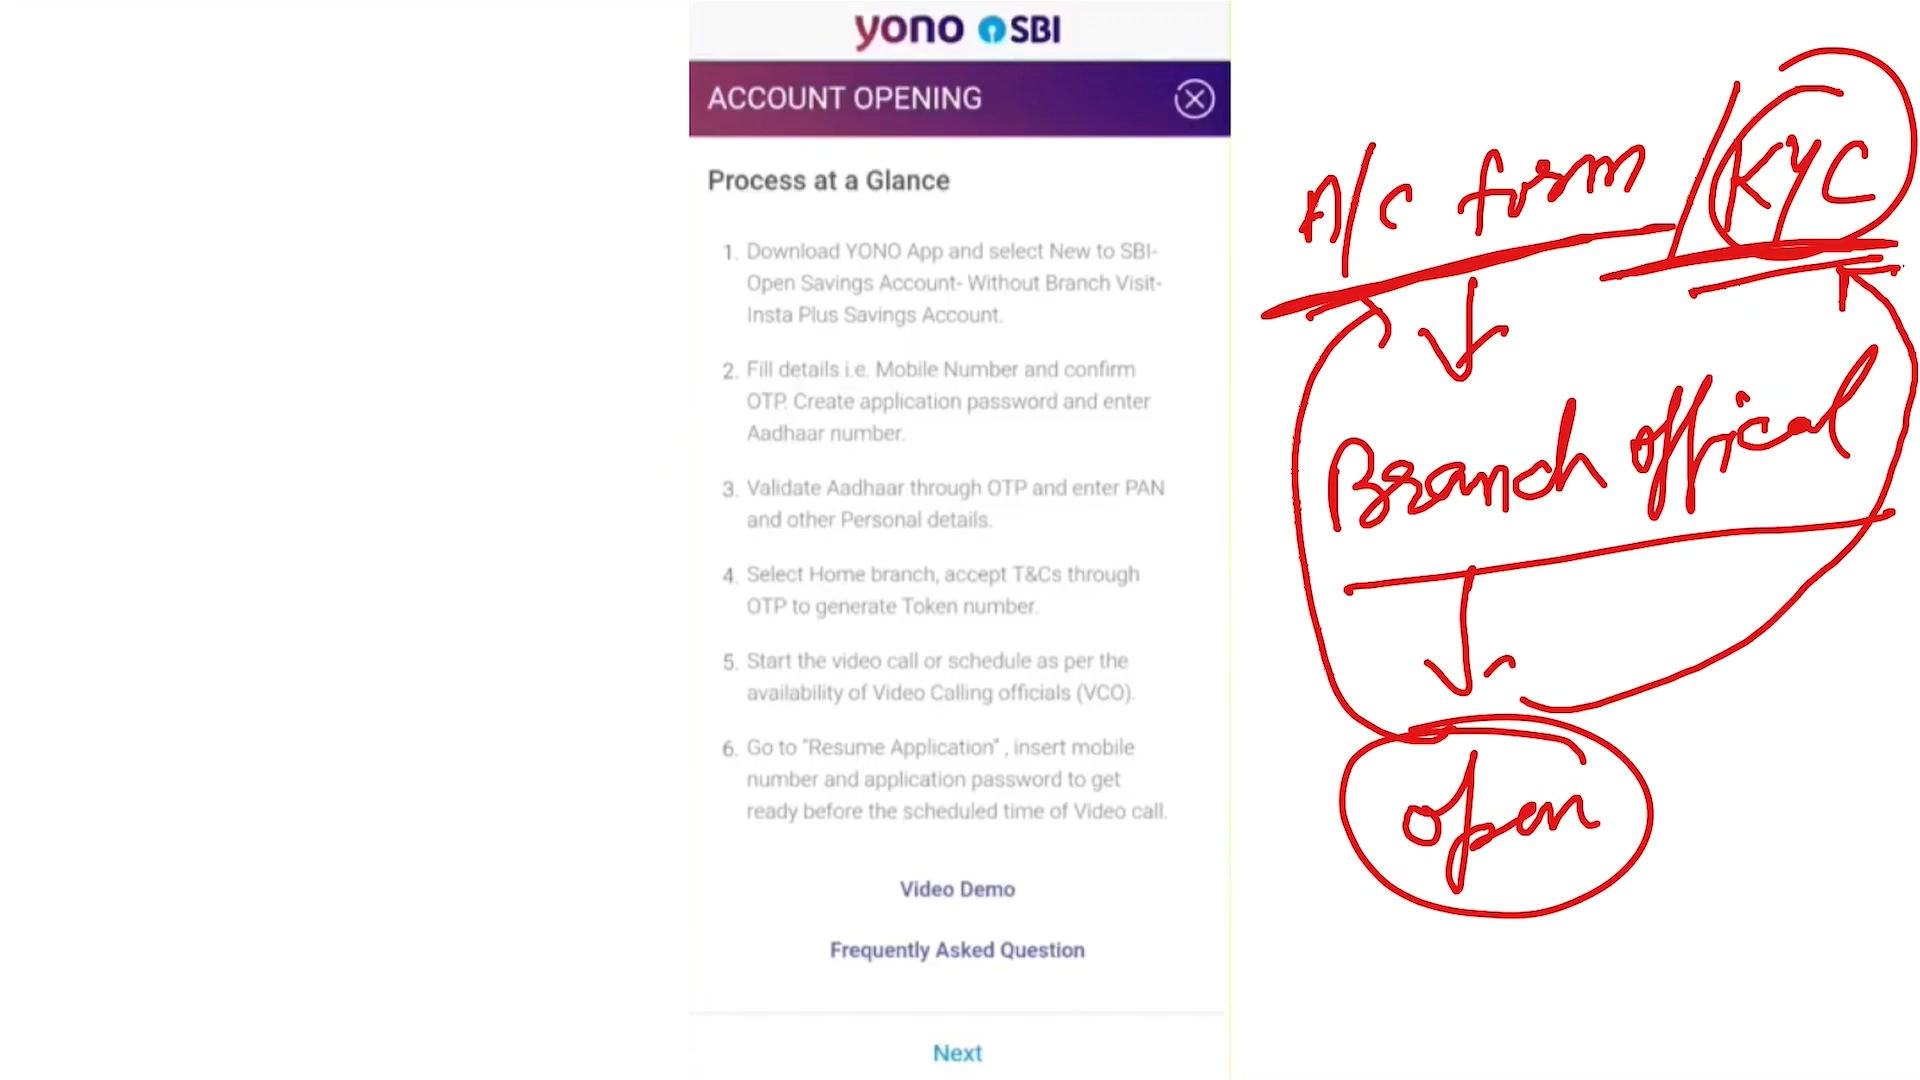 yono SBI
ACCOUNT OPENING
Process at a Glance
1. Download YONO App and select New to SBI-
Open Savings Account- Without Branch Visit-
Insta Plus Savings Account.
2. Fill details i.e. Mobile Number and confirm
OTP. Create application password and enter
Aadhaar number.
3. Validate Aadhaar through OTP and enter PAN
and other Personal details.
4. Select Home branch, accept T&Cs through
OTP to generate Token number.
5. Start the video call or schedule as per the
availability of Video Calling officials (VCO).
6. Go to "Resume Application" , insert mobile
number and application password to get
ready before the scheduled time of Video call.
Video Demo
Frequently Asked Question
Next
A/C form / KYC
Branch offical
open